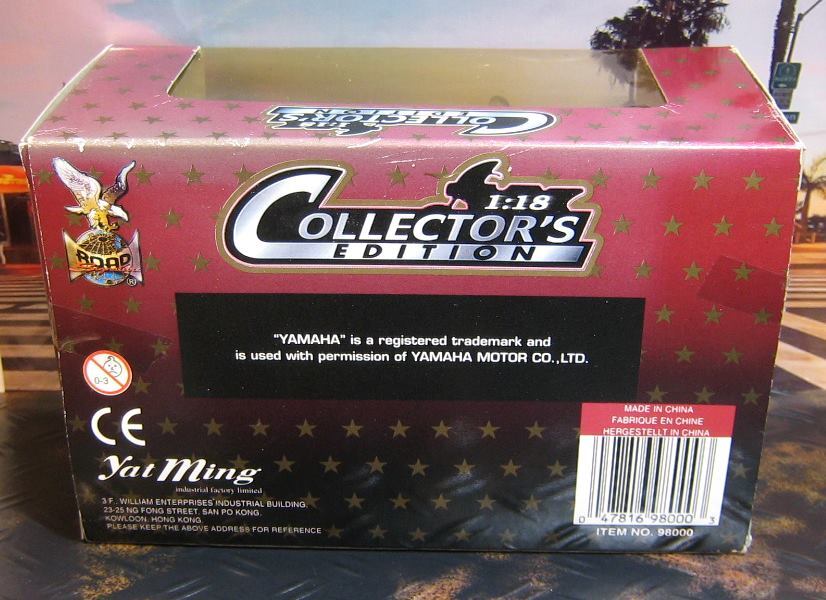 COLLECTOR'S
EDITION
1:18
COLLECTOR'S
EDITION
ROAD
®
"YAMAHA" is a registered trademark and
is used with permission of YAMAHA MOTOR CO.,LTD.
0-3
CE
Yat Ming
industrial factory limited
3 F., WILLIAM ENTERPRISES INDUSTRIAL BUILDING,
23-25 NG FONG STREET, SAN PO KONG,
KOWLOON, HONG KONG.
PLEASE KEEP THE ABOVE ADDRESS FOR REFERENCE
MADE IN CHINA
FABRIQUE EN CHINE
HERGESTELLT IN CHINA
0 47816 98000 3
ITEM NO. 98000